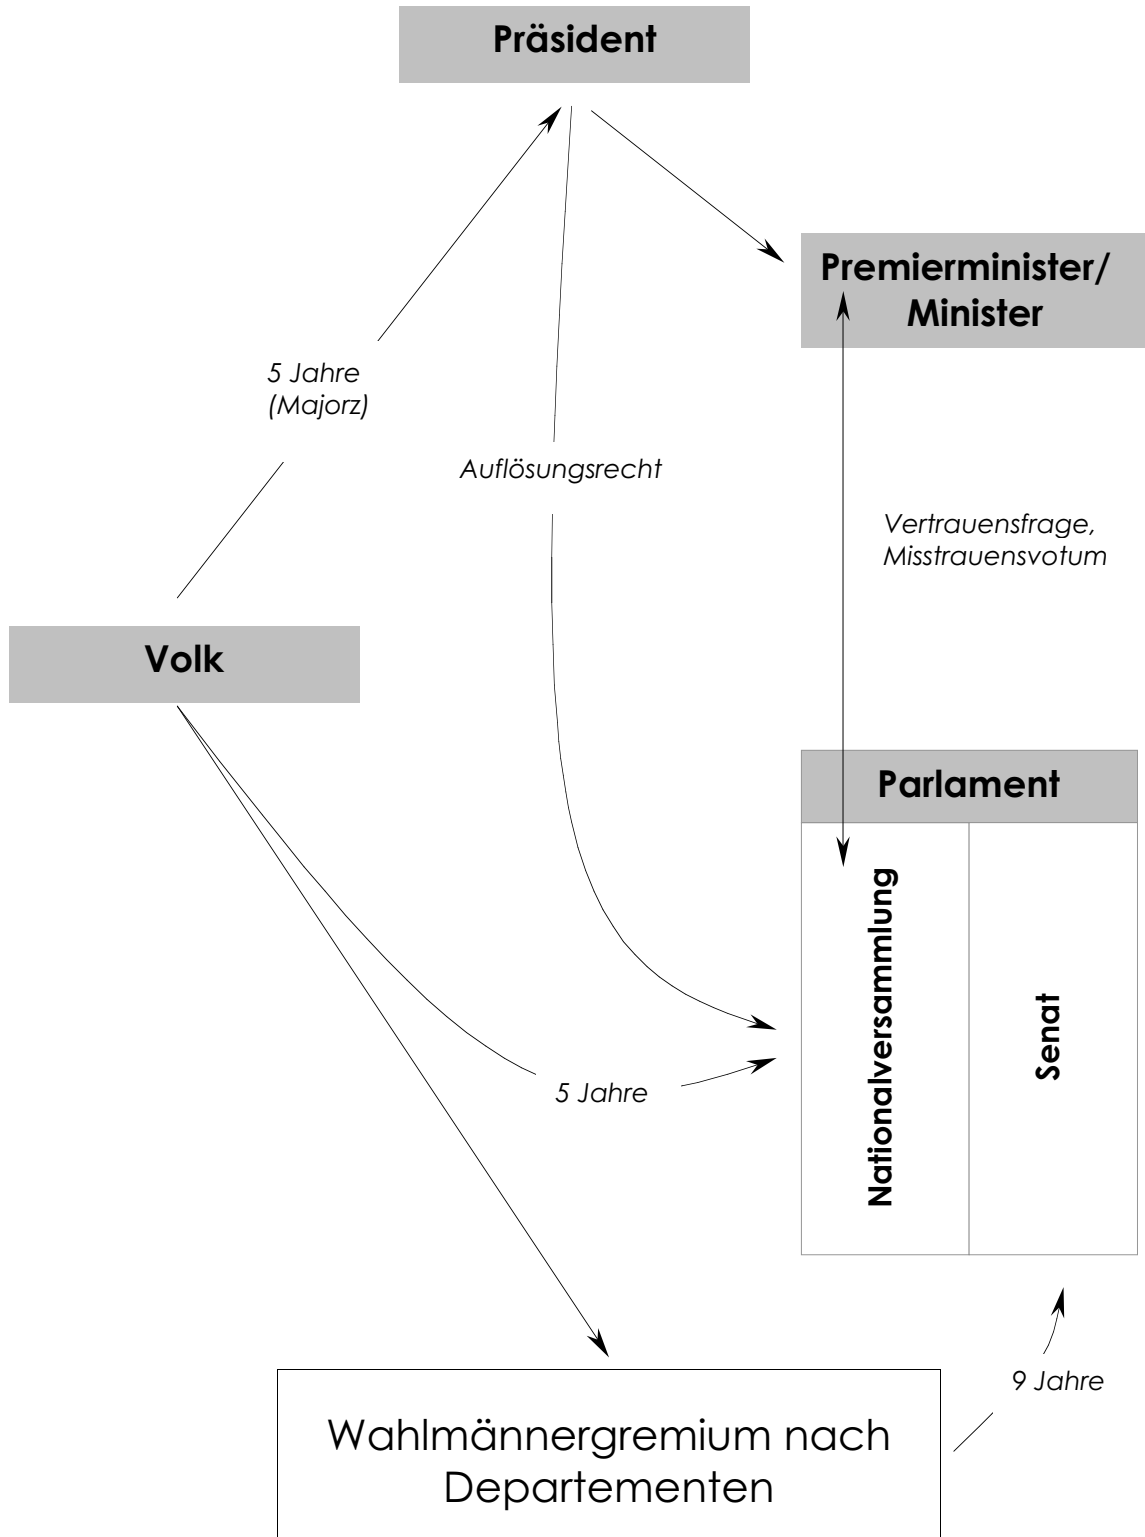 Präsident
Premierminister/
Minister
5 Jahre
(Majorz)
Auflösungsrecht
Vertrauensfrage,
Misstrauensvotum
Volk
Parlament
Nationalversammlung
Senat
5 Jahre
9 Jahre
Wahlmännergremium nach
Departementen